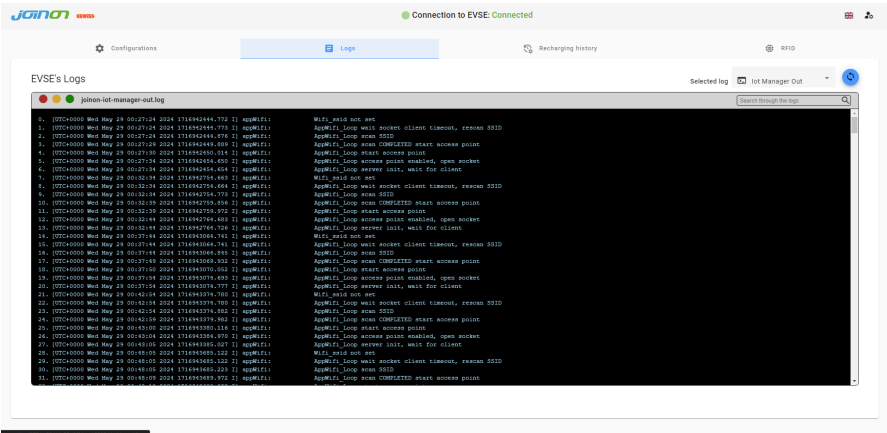 JOINON GEWISS
Connection to EVSE: Connected
Configurations
Logs
Recharging history
RFID
EVSE's Logs
Selected log
Iot Manager Out
joinon-iot-manager-out.log
Search through the logs
0. [UTC+0000 Wed May 29 00:27:24 2024 1716942444.772 I] appWifi: Wifi_ssid not set
1. [UTC+0000 Wed May 29 00:27:24 2024 1716942444.773 I] appWifi: AppWifi_Loop wait socket client timeout, rescan SSID
2. [UTC+0000 Wed May 29 00:27:24 2024 1716942444.876 I] appWifi: AppWifi_Loop scan SSID
3. [UTC+0000 Wed May 29 00:27:29 2024 1716942449.889 I] appWifi: AppWifi_Loop scan COMPLETED start access point
4. [UTC+0000 Wed May 29 00:27:30 2024 1716942450.014 I] appWifi: AppWifi_Loop start access point
5. [UTC+0000 Wed May 29 00:27:34 2024 1716942454.650 I] appWifi: AppWifi_Loop access point enabled, open socket
6. [UTC+0000 Wed May 29 00:27:34 2024 1716942454.654 I] appWifi: AppWifi_Loop server init, wait for client
7. [UTC+0000 Wed May 29 00:32:34 2024 1716942754.663 I] appWifi: Wifi_ssid not set
8. [UTC+0000 Wed May 29 00:32:34 2024 1716942754.664 I] appWifi: AppWifi_Loop wait socket client timeout, rescan SSID
9. [UTC+0000 Wed May 29 00:32:34 2024 1716942754.773 I] appWifi: AppWifi_Loop scan SSID
10. [UTC+0000 Wed May 29 00:32:39 2024 1716942759.856 I] appWifi: AppWifi_Loop scan COMPLETED start access point
11. [UTC+0000 Wed May 29 00:32:39 2024 1716942759.972 I] appWifi: AppWifi_Loop start access point
12. [UTC+0000 Wed May 29 00:32:44 2024 1716942764.683 I] appWifi: AppWifi_Loop access point enabled, open socket
13. [UTC+0000 Wed May 29 00:32:44 2024 1716942764.726 I] appWifi: AppWifi_Loop server init, wait for client
14. [UTC+0000 Wed May 29 00:37:44 2024 1716943064.741 I] appWifi: Wifi_ssid not set
15. [UTC+0000 Wed May 29 00:37:44 2024 1716943064.741 I] appWifi: AppWifi_Loop wait socket client timeout, rescan SSID
16. [UTC+0000 Wed May 29 00:37:44 2024 1716943064.845 I] appWifi: AppWifi_Loop scan SSID
17. [UTC+0000 Wed May 29 00:37:49 2024 1716943069.932 I] appWifi: AppWifi_Loop scan COMPLETED start access point
18. [UTC+0000 Wed May 29 00:37:50 2024 1716943070.052 I] appWifi: AppWifi_Loop start access point
19. [UTC+0000 Wed May 29 00:37:54 2024 1716943074.693 I] appWifi: AppWifi_Loop access point enabled, open socket
20. [UTC+0000 Wed May 29 00:37:54 2024 1716943074.777 I] appWifi: AppWifi_Loop server init, wait for client
21. [UTC+0000 Wed May 29 00:42:54 2024 1716943374.780 I] appWifi: Wifi_ssid not set
22. [UTC+0000 Wed May 29 00:42:54 2024 1716943374.780 I] appWifi: AppWifi_Loop wait socket client timeout, rescan SSID
23. [UTC+0000 Wed May 29 00:42:54 2024 1716943374.882 I] appWifi: AppWifi_Loop scan SSID
24. [UTC+0000 Wed May 29 00:42:59 2024 1716943379.982 I] appWifi: AppWifi_Loop scan COMPLETED start access point
25. [UTC+0000 Wed May 29 00:43:00 2024 1716943380.116 I] appWifi: AppWifi_Loop start access point
26. [UTC+0000 Wed May 29 00:43:04 2024 1716943384.970 I] appWifi: AppWifi_Loop access point enabled, open socket
27. [UTC+0000 Wed May 29 00:43:05 2024 1716943385.027 I] appWifi: AppWifi_Loop server init, wait for client
28. [UTC+0000 Wed May 29 00:48:05 2024 1716943685.122 I] appWifi: Wifi_ssid not set
29. [UTC+0000 Wed May 29 00:48:05 2024 1716943685.122 I] appWifi: AppWifi_Loop wait socket client timeout, rescan SSID
30. [UTC+0000 Wed May 29 00:48:05 2024 1716943685.223 I] appWifi: AppWifi_Loop scan SSID
31. [UTC+0000 Wed May 29 00:48:09 2024 1716943689.972 I] appWifi: AppWifi_Loop scan COMPLETED start access point